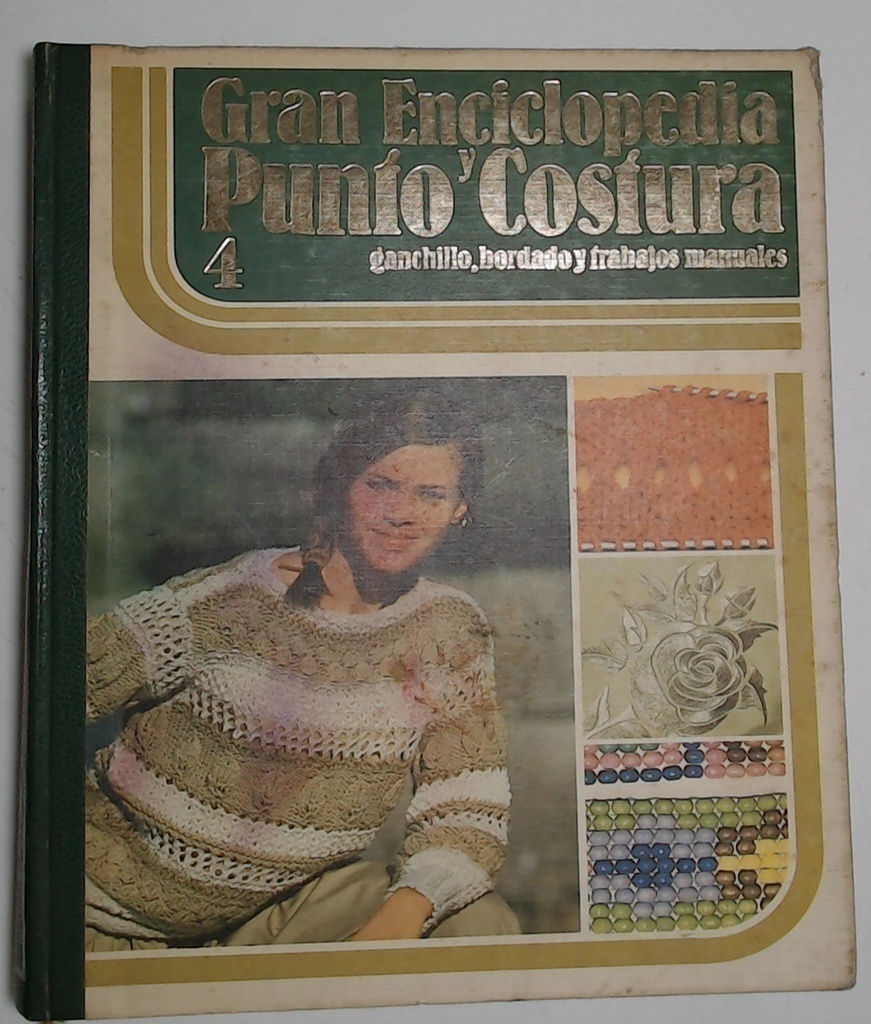 Gran Enciclopedia
Punto y Costura
4
ganchillo, bordado y trabajos manuales